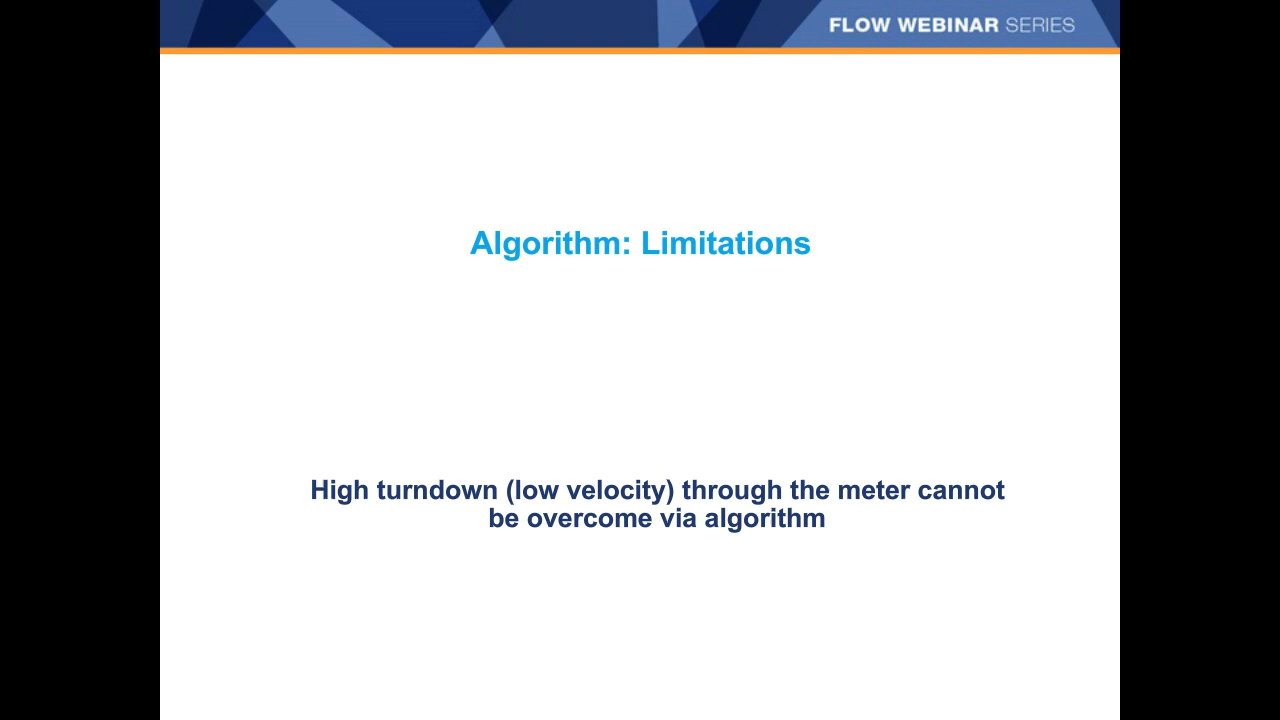 FLOW WEBINAR SERIES
Algorithm: Limitations
High turndown (low velocity) through the meter cannot
be overcome via algorithm